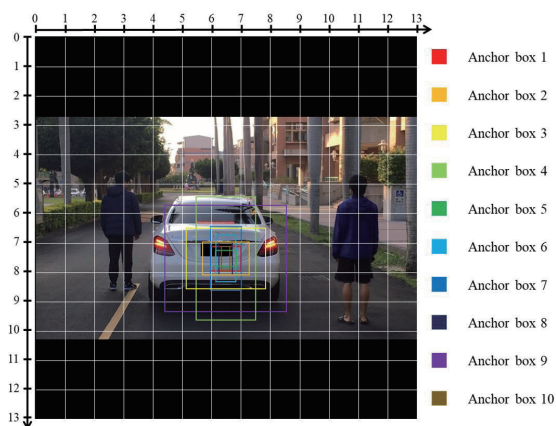 0 1 2 3 4 5 6 7 8 9 10 11 12 13
0
1
2
3
4
5
6
7
8
9
10
11
12
13
Anchor box 1
Anchor box 2
Anchor box 3
Anchor box 4
Anchor box 5
Anchor box 6
Anchor box 7
Anchor box 8
Anchor box 9
Anchor box 10